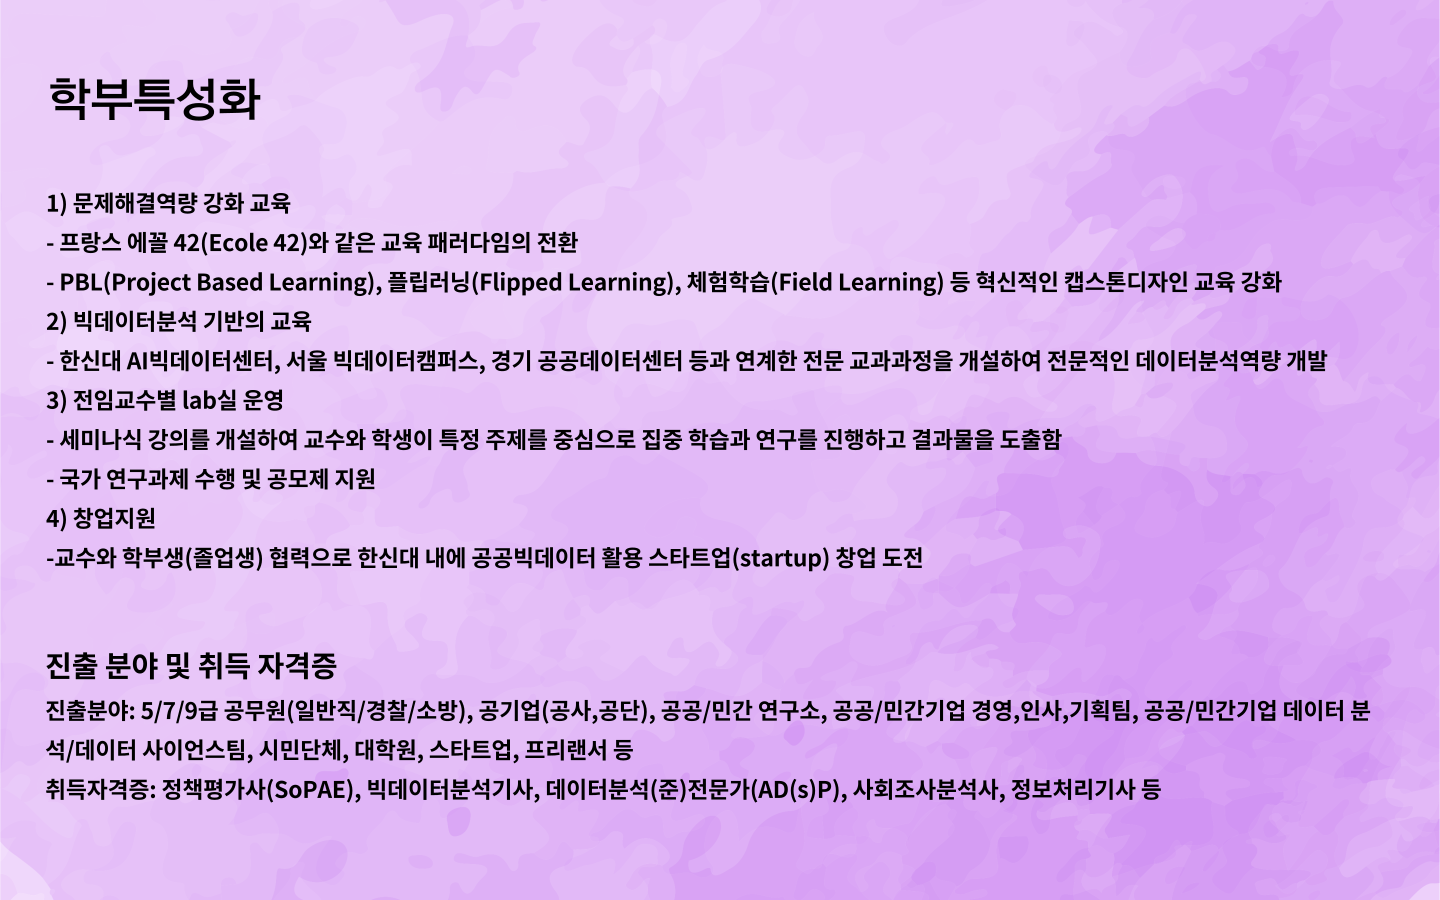 학부특성화
1) 문제해결역량 강화 교육
- 프랑스 에꼴 42(Ecole 42)와 같은 교육 패러다임의 전환
- PBL(Project Based Learning), 플립러닝(Flipped Learning), 체험학습(Field Learning) 등 혁신적인 캡스톤디자인 교육 강화
2) 빅데이터분석 기반의 교육
- 한신대 AI빅데이터센터, 서울 빅데이터캠퍼스, 경기 공공데이터센터 등과 연계한 전문 교과과정을 개설하여 전문적인 데이터분석역량 개발
3) 전임교수별 lab실 운영
- 세미나식 강의를 개설하여 교수와 학생이 특정 주제를 중심으로 집중 학습과 연구를 진행하고 결과물을 도출함
- 국가 연구과제 수행 및 공모제 지원
4) 창업지원
-교수와 학부생(졸업생) 협력으로 한신대 내에 공공빅데이터 활용 스타트업(startup) 창업 도전
진출 분야 및 취득 자격증
진출분야: 5/7/9급 공무원(일반직/경찰/소방), 공기업(공사,공단), 공공/민간 연구소, 공공/민간기업 경영,인사,기획팀, 공공/민간기업 데이터 분
석/데이터 사이언스팀, 시민단체, 대학원, 스타트업, 프리랜서 등
취득자격증: 정책평가사(SoPAE), 빅데이터분석기사, 데이터분석(준)전문가(AD(s)P), 사회조사분석사, 정보처리기사 등